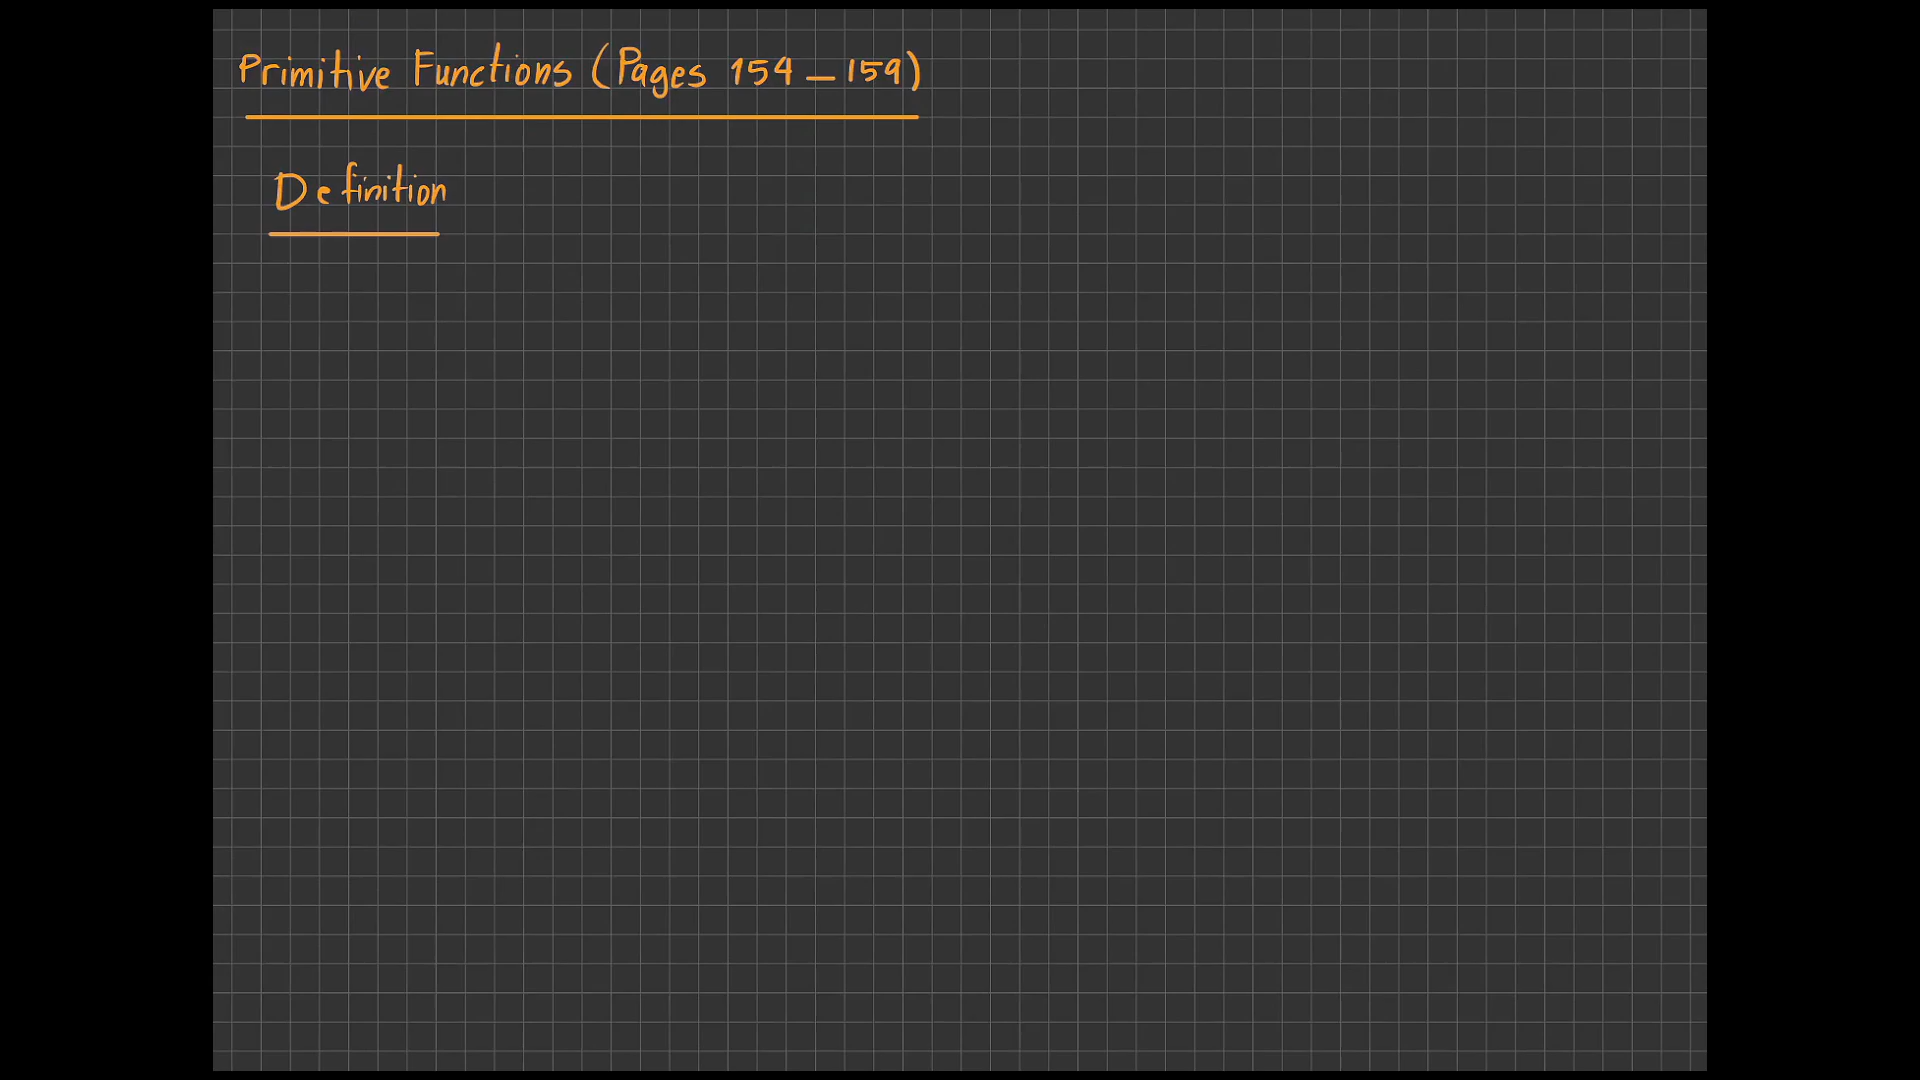 Primitive Functions (Pages 154 – 159)
Definition